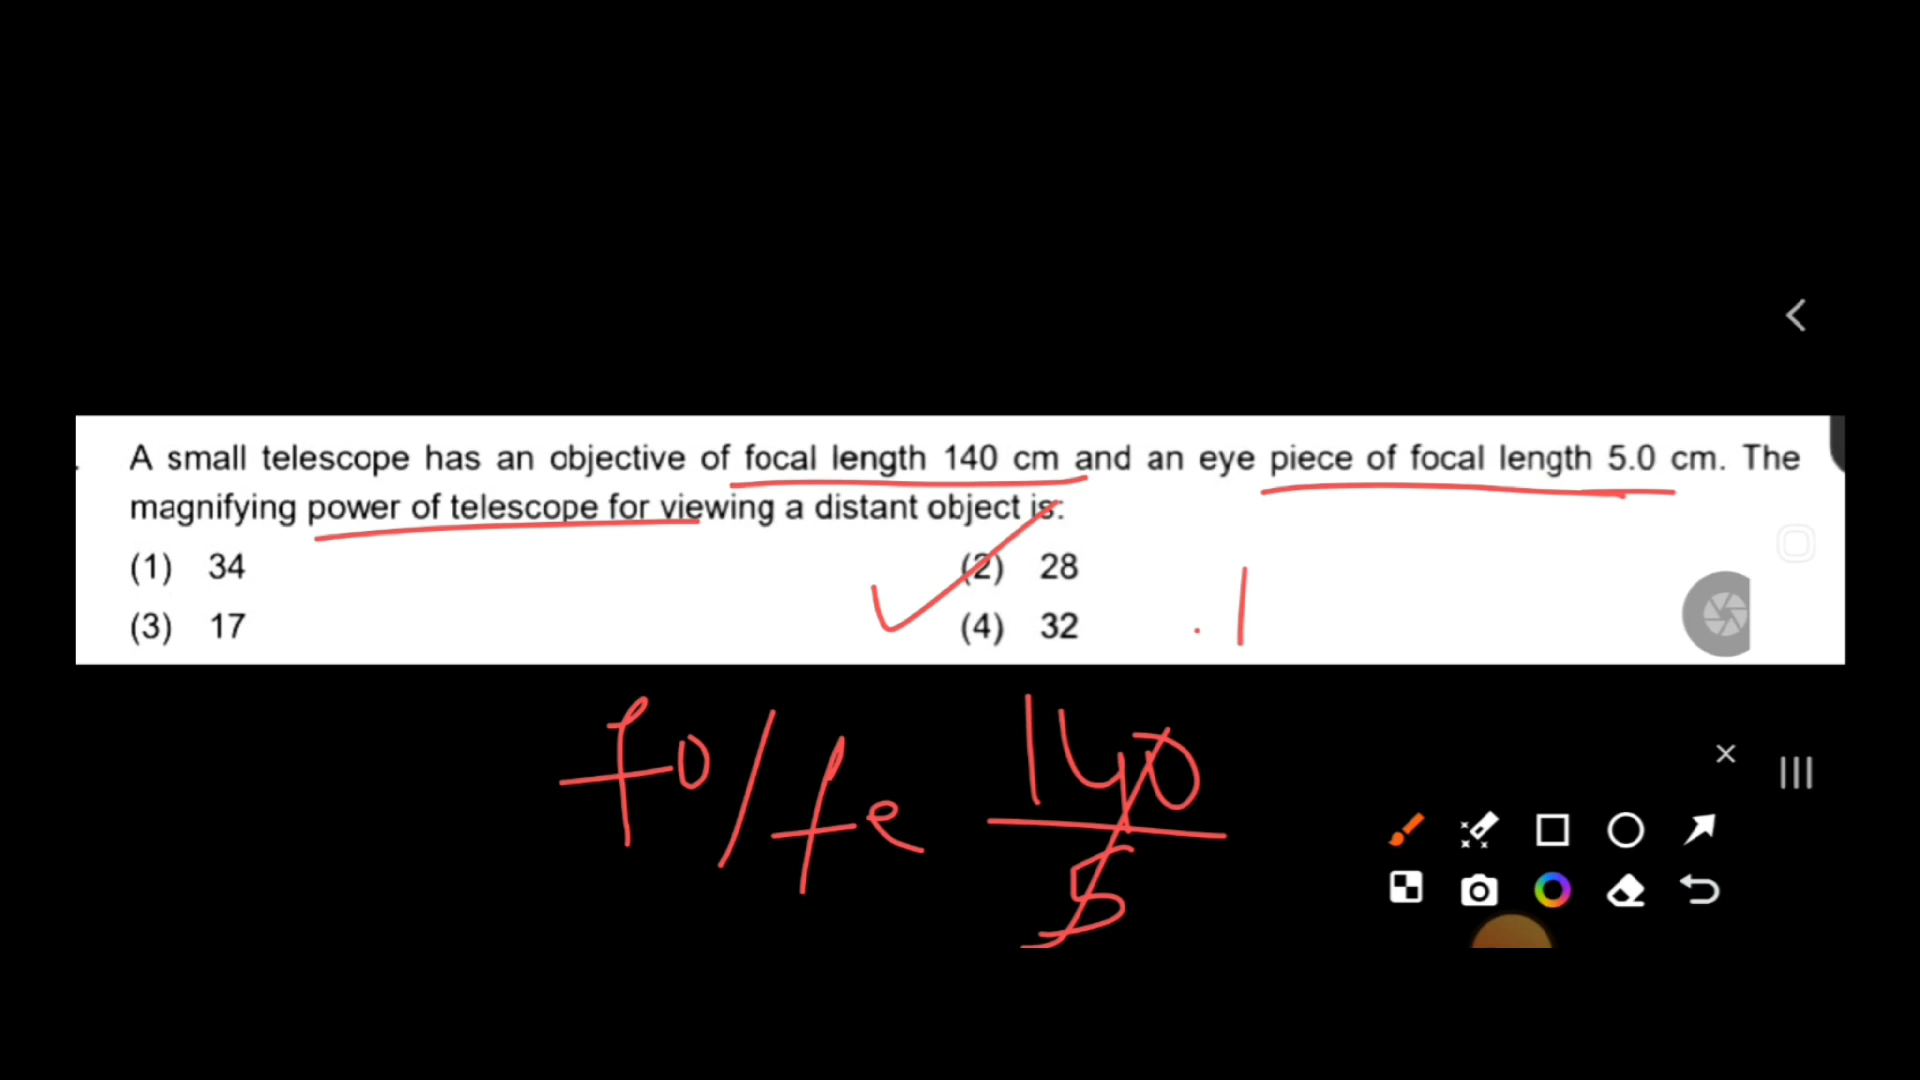 A small telescope has an objective of focal length 140 cm and an eye piece of focal length 5.0 cm. The
magnifying power of telescope for viewing a distant object is:
(1) 34
(2) 28
(3) 17
(4) 32
. |
fo/fe 140
5